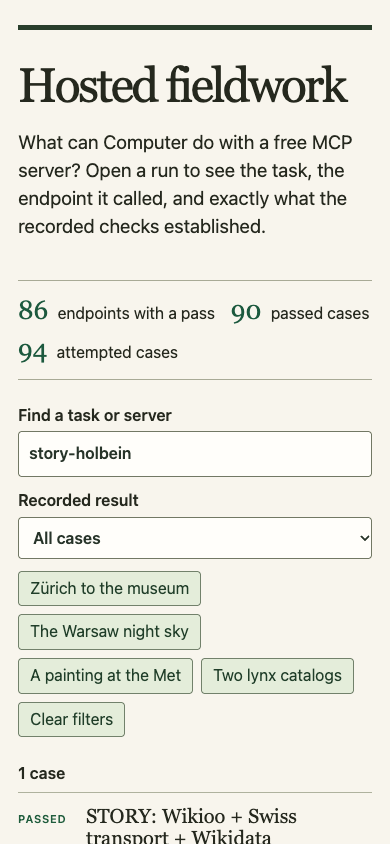 Hosted fieldwork
What can Computer do with a free MCP
server? Open a run to see the task, the
endpoint it called, and exactly what the
recorded checks established.
86 endpoints with a pass 90 passed cases
94 attempted cases
Find a task or server
story-holbein
Recorded result
All cases
Zürich to the museum
The Warsaw night sky
A painting at the Met Two lynx catalogs
Clear filters
1 case
PASSED STORY: Wikioo + Swiss
transport + Wikidata